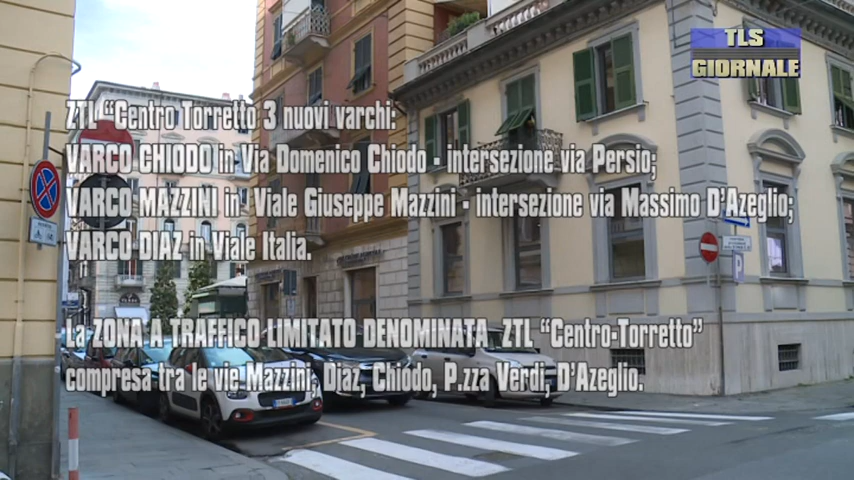 TLS
GIORNALE
ZTL “Centro Torretto 3 nuovi varchi:
VARCO CHIODO in Via Domenico Chiodo - intersezione via Persio;
VARCO MAZZINI in Viale Giuseppe Mazzini - intersezione via Massimo D’Azeglio;
VARCO DIAZ in Viale Italia.
La ZONA A TRAFFICO LIMITATO DENOMINATA ZTL “Centro-Torretto”
compresa tra le vie Mazzini, Diaz, Chiodo, P.zza Verdi, D’Azeglio.
P